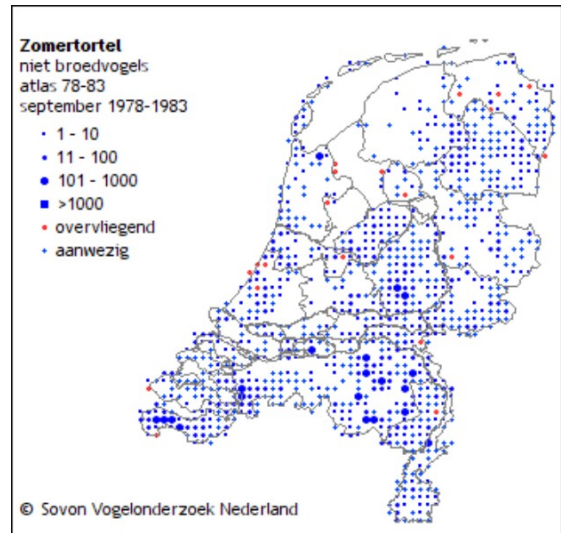 Zomertortel
niet broedvogels
atlas 78-83
september 1978-1983
1 - 10
11 - 100
101 - 1000
>1000
overvliegend
aanwezig
© Sovon Vogelonderzoek Nederland